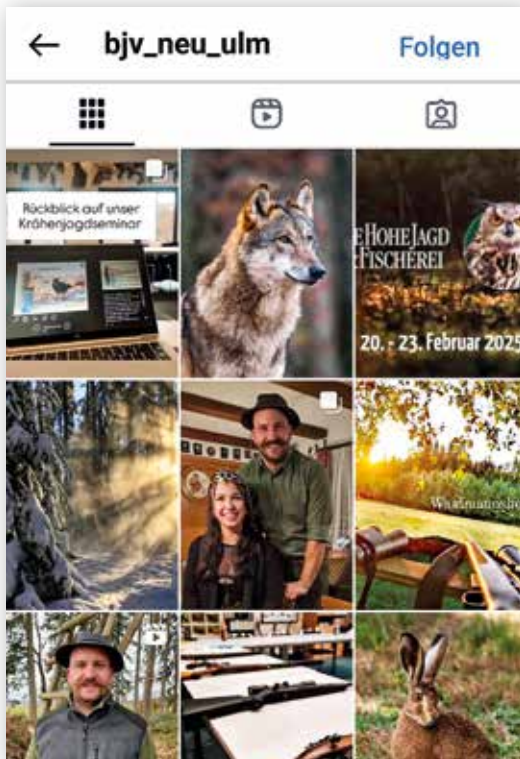 bjv_neu_ulm
Folgen
Rückblick auf unser
Krähenjagdseminar
E HOHE JAGD
FISCHEREI
20. - 23. Februar 2025